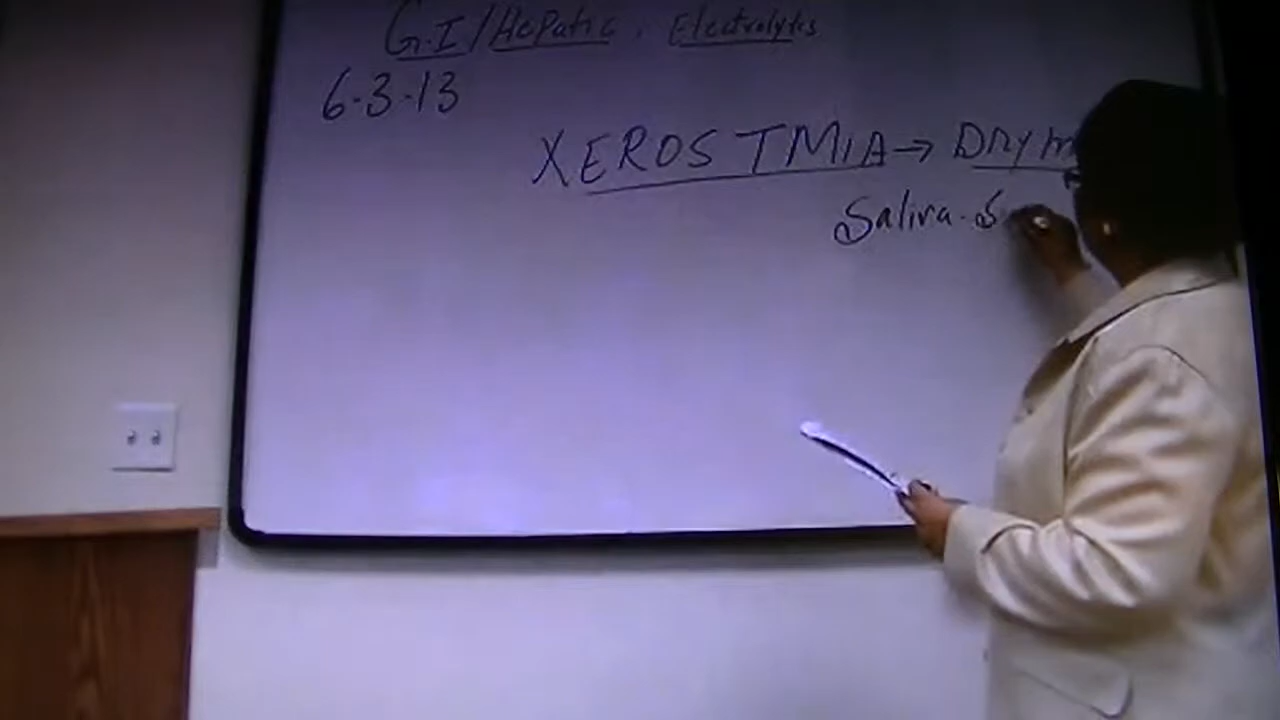 G.I/Hepatic, Electrolytes
6-3-13
XEROSTMIA → Dry m
Saliva. S